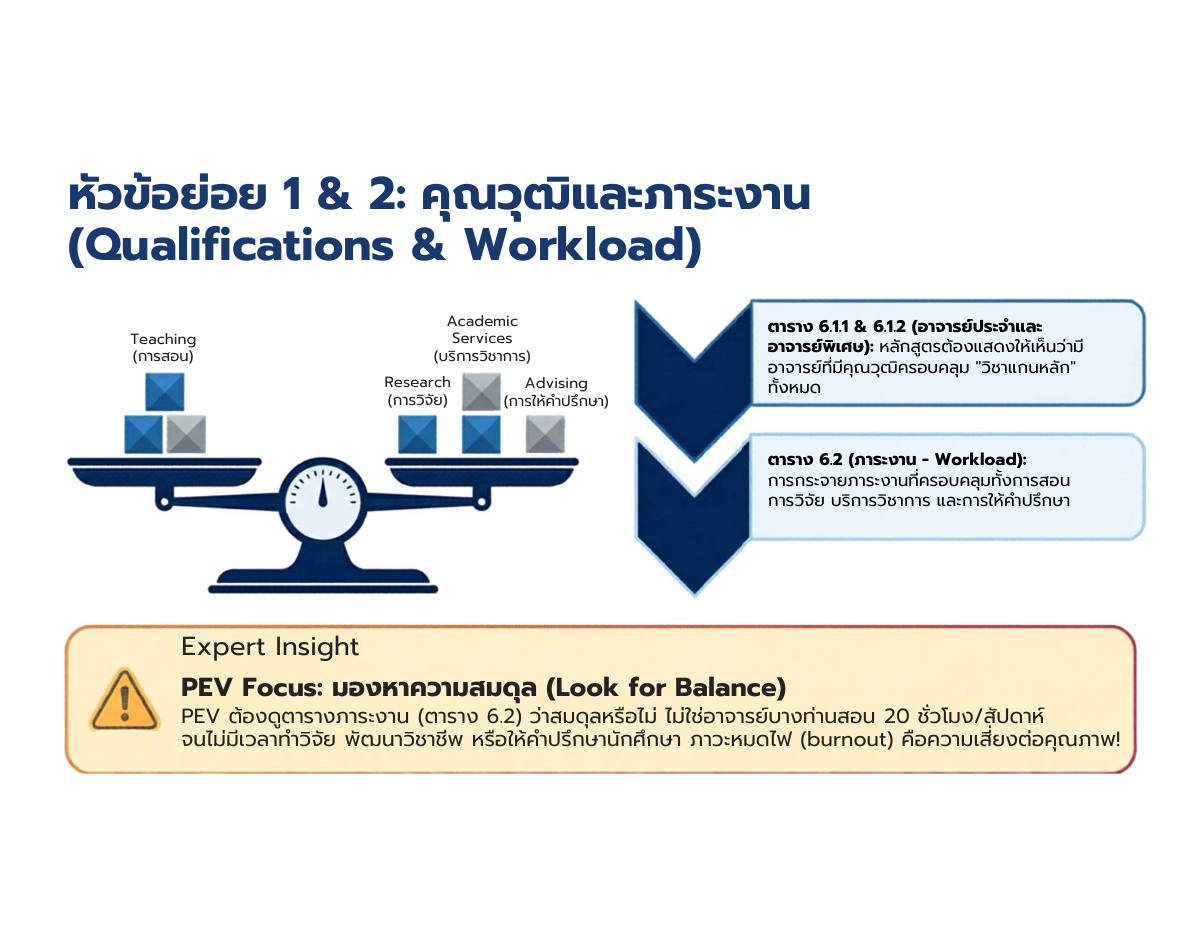 หัวข้อย่อย 1 & 2: คุณวุฒิและภาระงาน
(Qualifications & Workload)
Teaching
(การสอน)
Academic
Services
(บริการวิชาการ)
Research
(การวิจัย)
Advising
(การให้คำปรึกษา)
ตาราง 6.1.1 & 6.1.2 (อาจารย์ประจำและ
อาจารย์พิเศษ): หลักสูตรต้องแสดงให้เห็นว่ามี
อาจารย์ที่มีคุณวุฒิครอบคลุม "วิชาแกนหลัก"
ทั้งหมด
ตาราง 6.2 (ภาระงาน - Workload):
การกระจายภาระงานที่ครอบคลุมทั้งการสอน
การวิจัย บริการวิชาการ และการให้คำปรึกษา
Expert Insight
PEV Focus: มองหาความสมดุล (Look for Balance)
PEV ต้องดูตารางภาระงาน (ตาราง 6.2) ว่าสมดุลหรือไม่ ไม่ใช่อาจารย์บางท่านสอน 20 ชั่วโมง/สัปดาห์
จนไม่มีเวลาทำวิจัย พัฒนาวิชาชีพ หรือให้คำปรึกษานักศึกษา ภาวะหมดไฟ (burnout) คือความเสี่ยงต่อคุณภาพ!